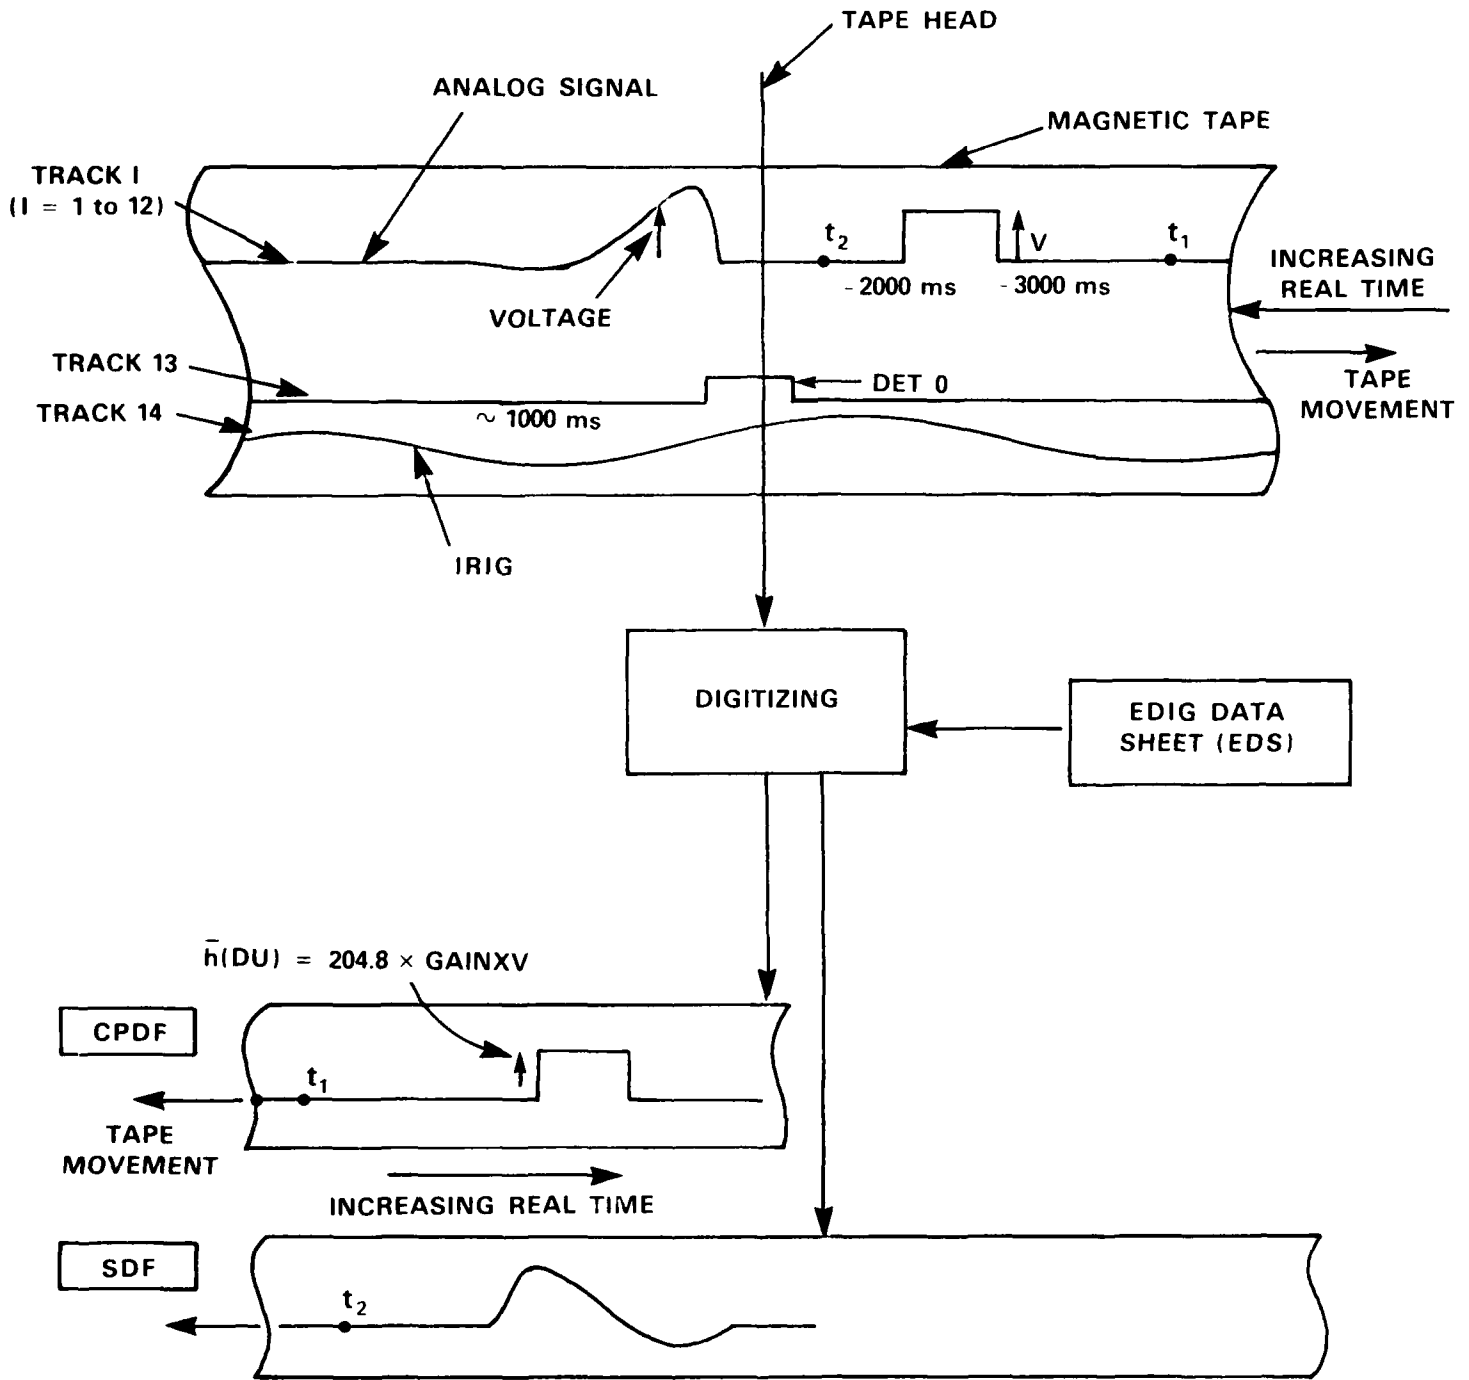 TAPE HEAD
ANALOG SIGNAL
MAGNETIC TAPE
TRACK I
(I = 1 to 12)
t2
V
t1
-2000 ms
-3000 ms
INCREASING
REAL TIME
VOLTAGE
TRACK 13
DET 0
TAPE
MOVEMENT
TRACK 14
~ 1000 ms
IRIG
DIGITIZING
EDIG DATA
SHEET (EDS)
h̄(DU) = 204.8 × GAINXV
CPDF
t1
TAPE
MOVEMENT
INCREASING REAL TIME
SDF
t2